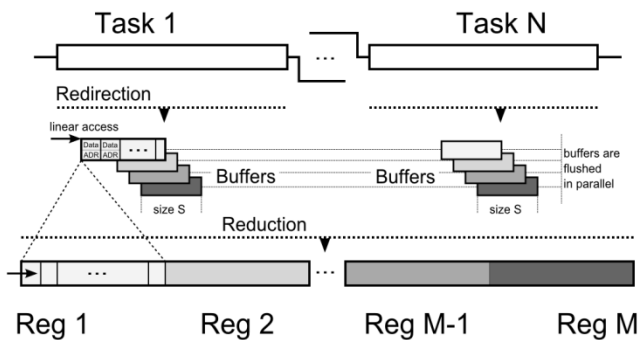 Task 1
Task N
...
Redirection
linear access
Data Data
ADR ADR
...
Buffers
Buffers
buffers are
flushed
in parallel
size S
size S
Reduction
...
...
Reg 1
Reg 2
Reg M-1
Reg M